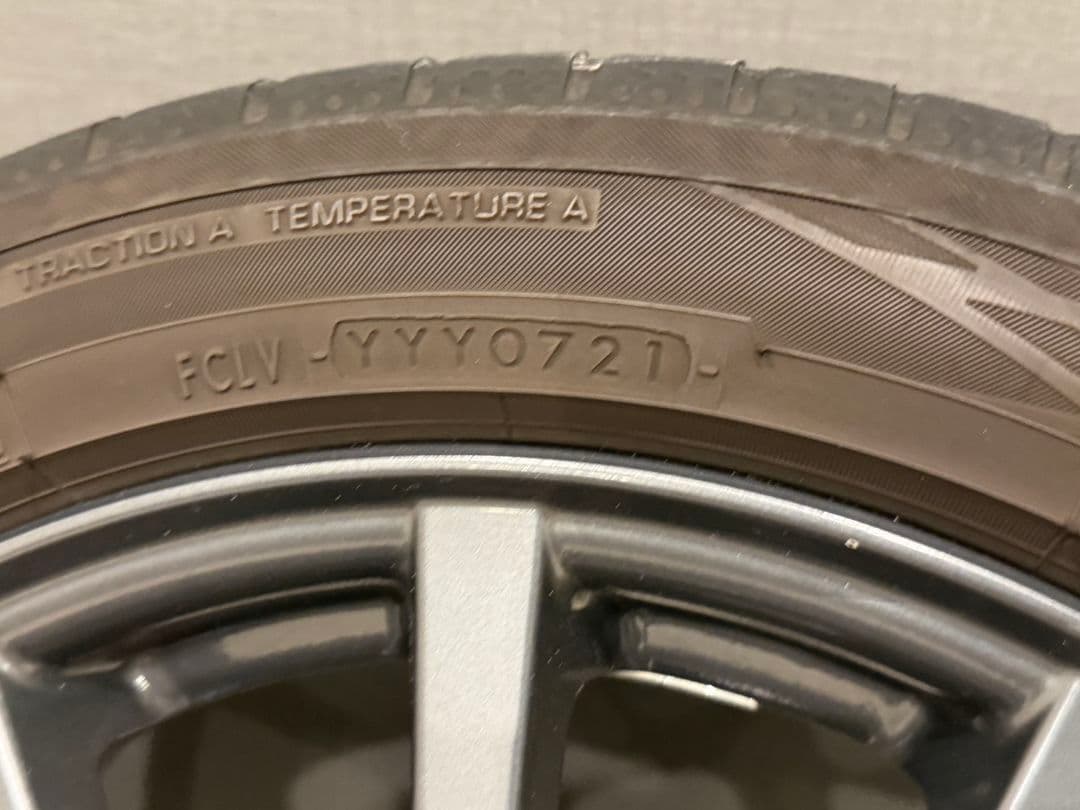 TRACTION A TEMPERATURE A
FCLV -YYY0721-